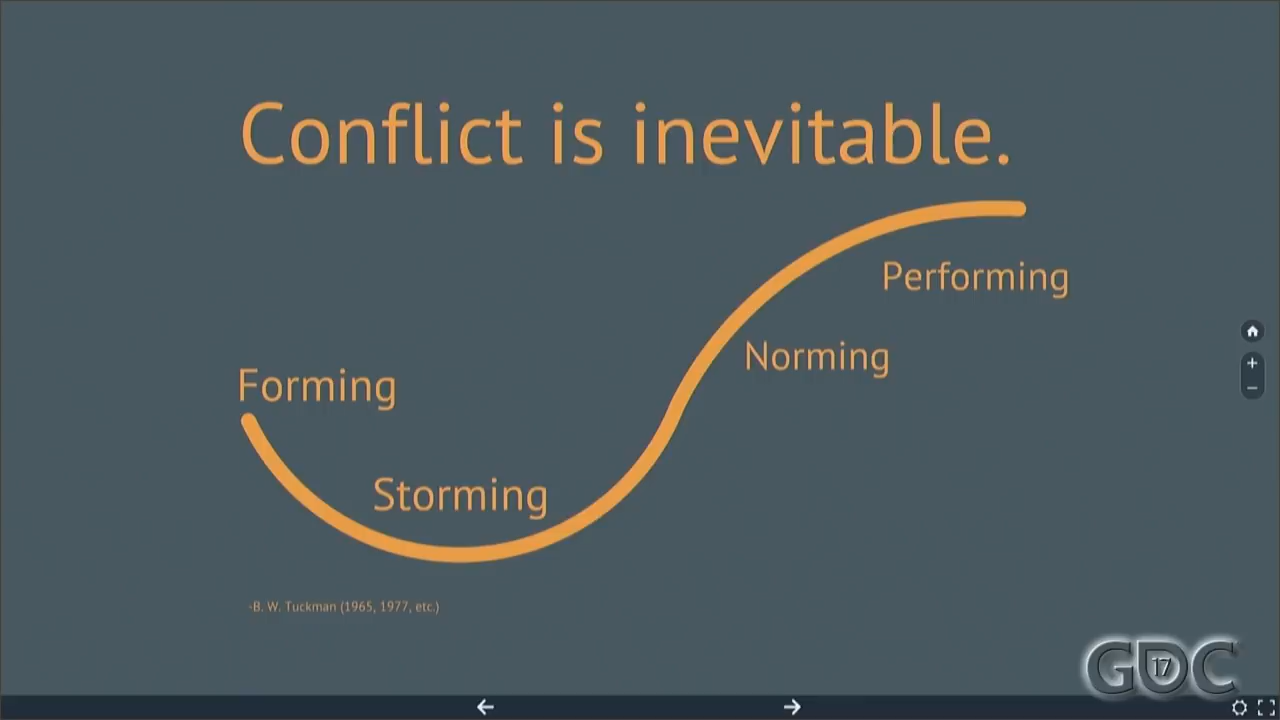 Conflict is inevitable.
Performing
Norming
Forming
Storming
-B. W. Tuckman (1965, 1977, etc.)
GDC
17